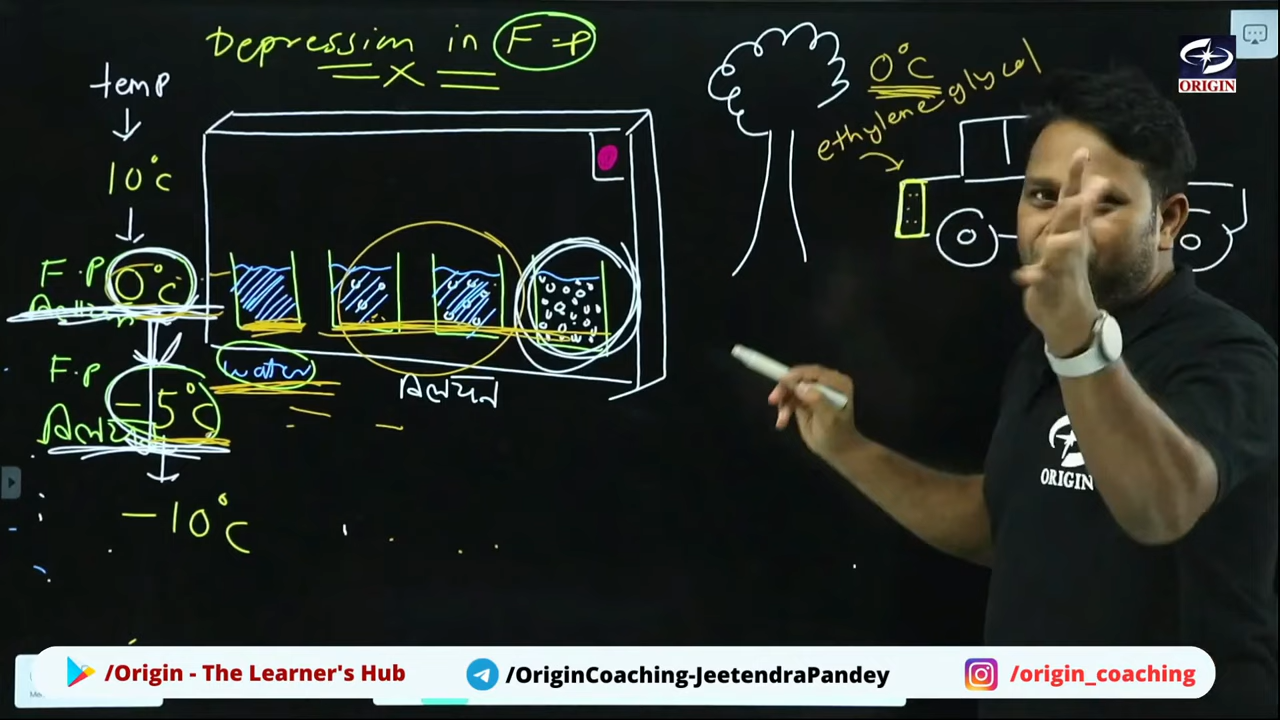 Depression in F.P
temp
10°C
F.P 0°C
F.P
-5°C
विलयन
-10°C
water
विलयन
0°C
ethylene glycol
ORIGIN
ORIGIN
/Origin - The Learner's Hub
/OriginCoaching-JeetendraPandey
/origin_coaching